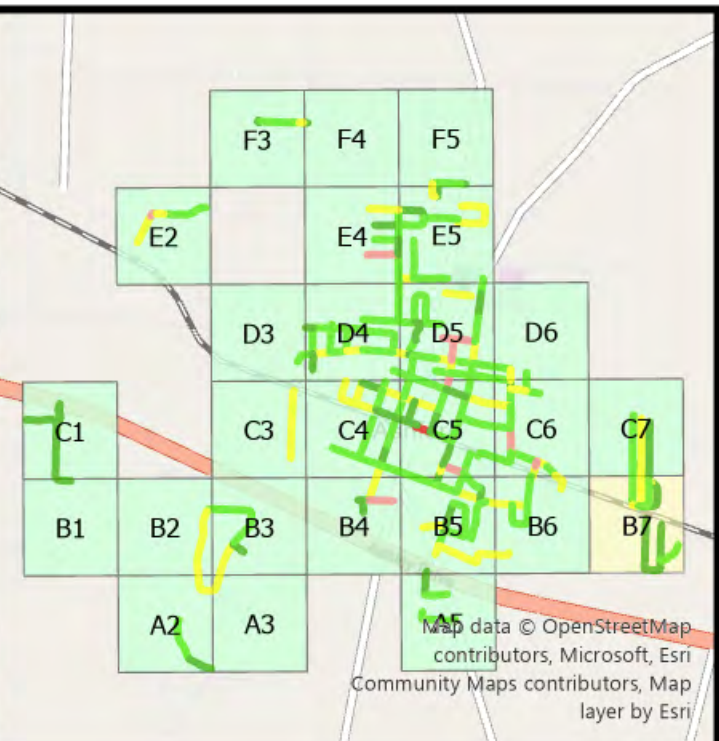 F3 F4 F5
E2 E4 E5
D3 D4 D5 D6
C1 C3 C4 C5 C6 C7
B1 B2 B3 B4 B5 B6 B7
A2 A3 A5
Map data © OpenStreetMap
contributors, Microsoft, Esri
Community Maps contributors, Map
layer by Esri